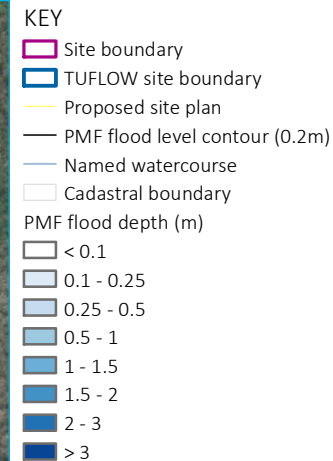 KEY
Site boundary
TUFLOW site boundary
Proposed site plan
PMF flood level contour (0.2m)
Named watercourse
Cadastral boundary
PMF flood depth (m)
< 0.1
0.1 - 0.25
0.25 - 0.5
0.5 - 1
1 - 1.5
1.5 - 2
2 - 3
> 3